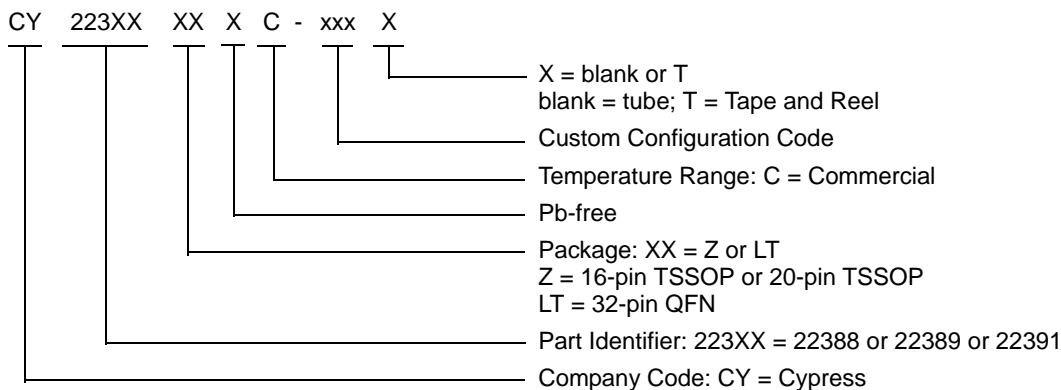 CY 223XX XX X C - xxx X
X = blank or T
blank = tube; T = Tape and Reel
Custom Configuration Code
Temperature Range: C = Commercial
Pb-free
Package: XX = Z or LT
Z = 16-pin TSSOP or 20-pin TSSOP
LT = 32-pin QFN
Part Identifier: 223XX = 22388 or 22389 or 22391
Company Code: CY = Cypress